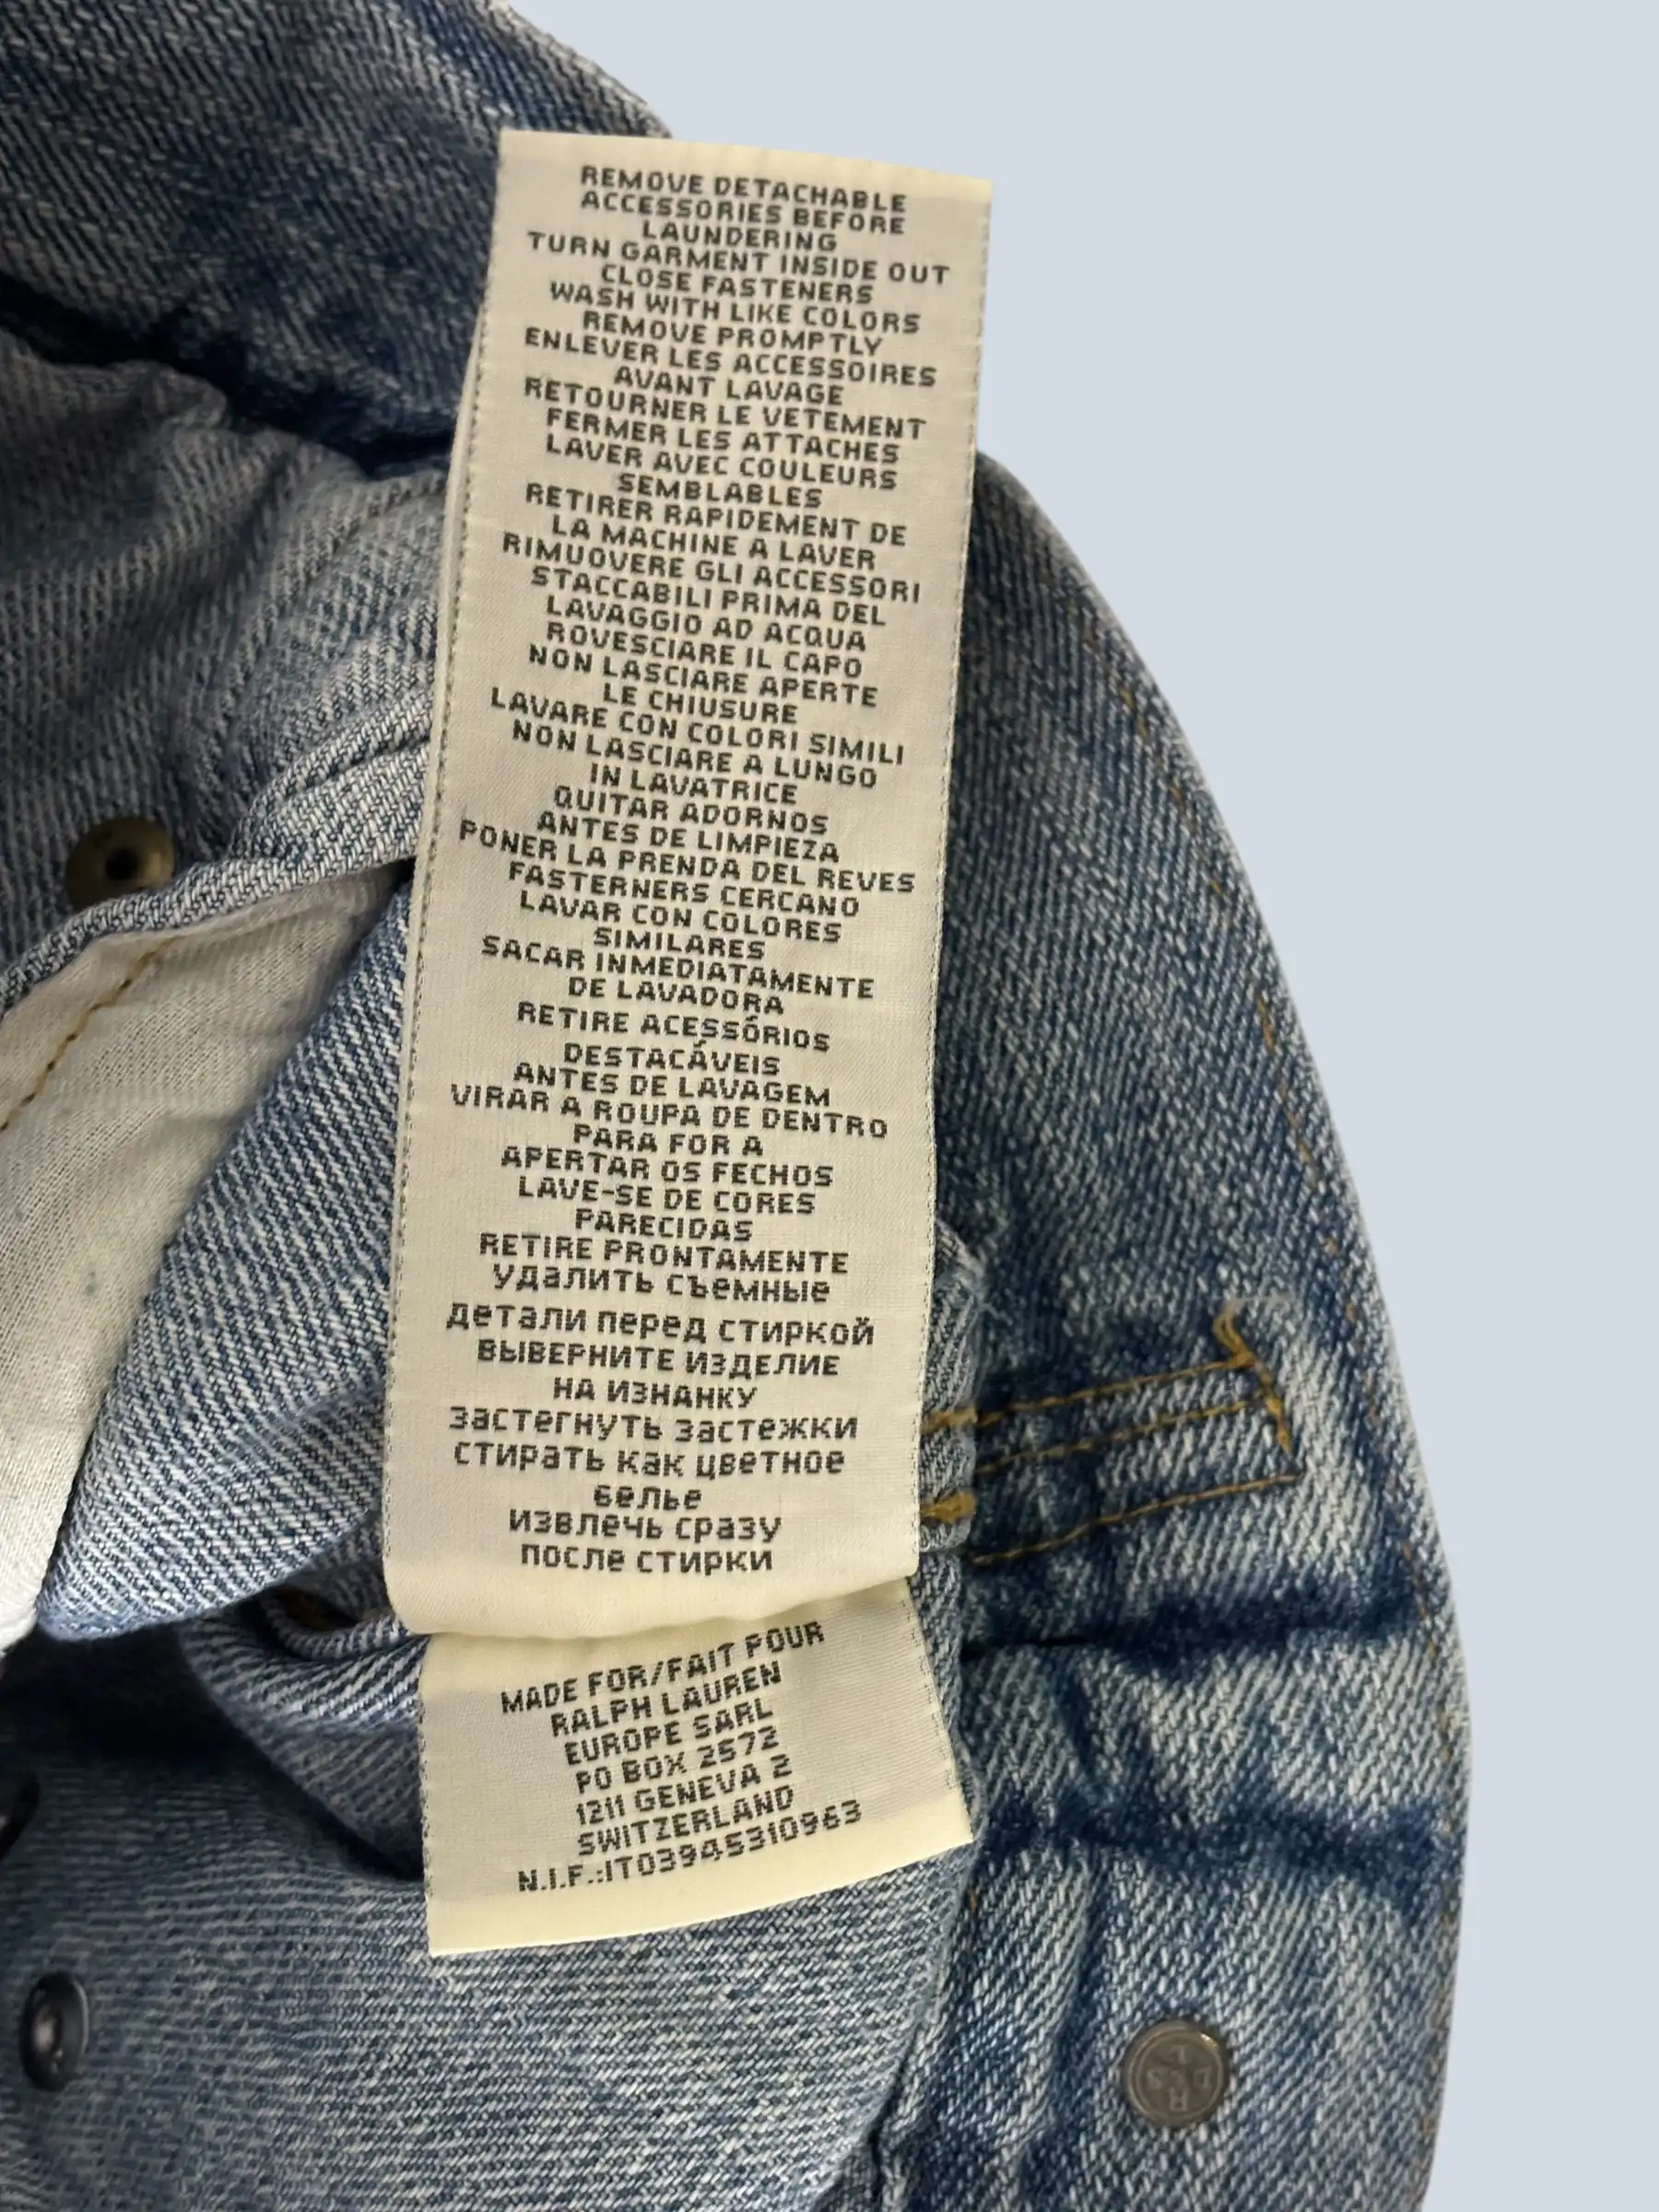 REMOVE DETACHABLE
ACCESSORIES BEFORE
LAUNDERING
TURN GARMENT INSIDE OUT
CLOSE FASTENERS
WASH WITH LIKE COLORS
REMOVE PROMPTLY
ENLEVER LES ACCESSOIRES
AVANT LAVAGE
RETOURNER LE VETEMENT
FERMER LES ATTACHES
LAVER AVEC COULEURS
SEMBLABLES
RETIRER RAPIDEMENT DE
LA MACHINE A LAVER
RIMUOVERE GLI ACCESSORI
STACCABILI PRIMA DEL
LAVAGGIO AD ACQUA
ROVESCIARE IL CAPO
NON LASCIARE APERTE
LE CHIUSURE
LAVARE CON COLORI SIMILI
NON LASCIARE A LUNGO
IN LAVATRICE
QUITAR ADORNOS
ANTES DE LIMPIEZA
PONER LA PRENDA DEL REVES
FASTERNERS CERCANO
LAVAR CON COLORES
SIMILARES
SACAR INMEDIATAMENTE
DE LAVADORA
RETIRE ACESSÓRIOS
DESTACÁVEIS
ANTES DE LAVAGEM
VIRAR A ROUPA DE DENTRO
PARA FOR A
APERTAR OS FECHOS
LAVE-SE DE CORES
PARECIDAS
RETIRE PRONTAMENTE
удалить съемные
детали перед стиркой
ВЫВЕРНИТЕ ИЗДЕЛИЕ
НА ИЗНАНКУ
застегнуть застежки
стирать как цветное
белье
извлечь сразу
после стирки
MADE FOR/FAIT POUR
RALPH LAUREN
EUROPE SARL
PO BOX 2572
1211 GENEVA 2
SWITZERLAND
N.I.F.:IT03945310963